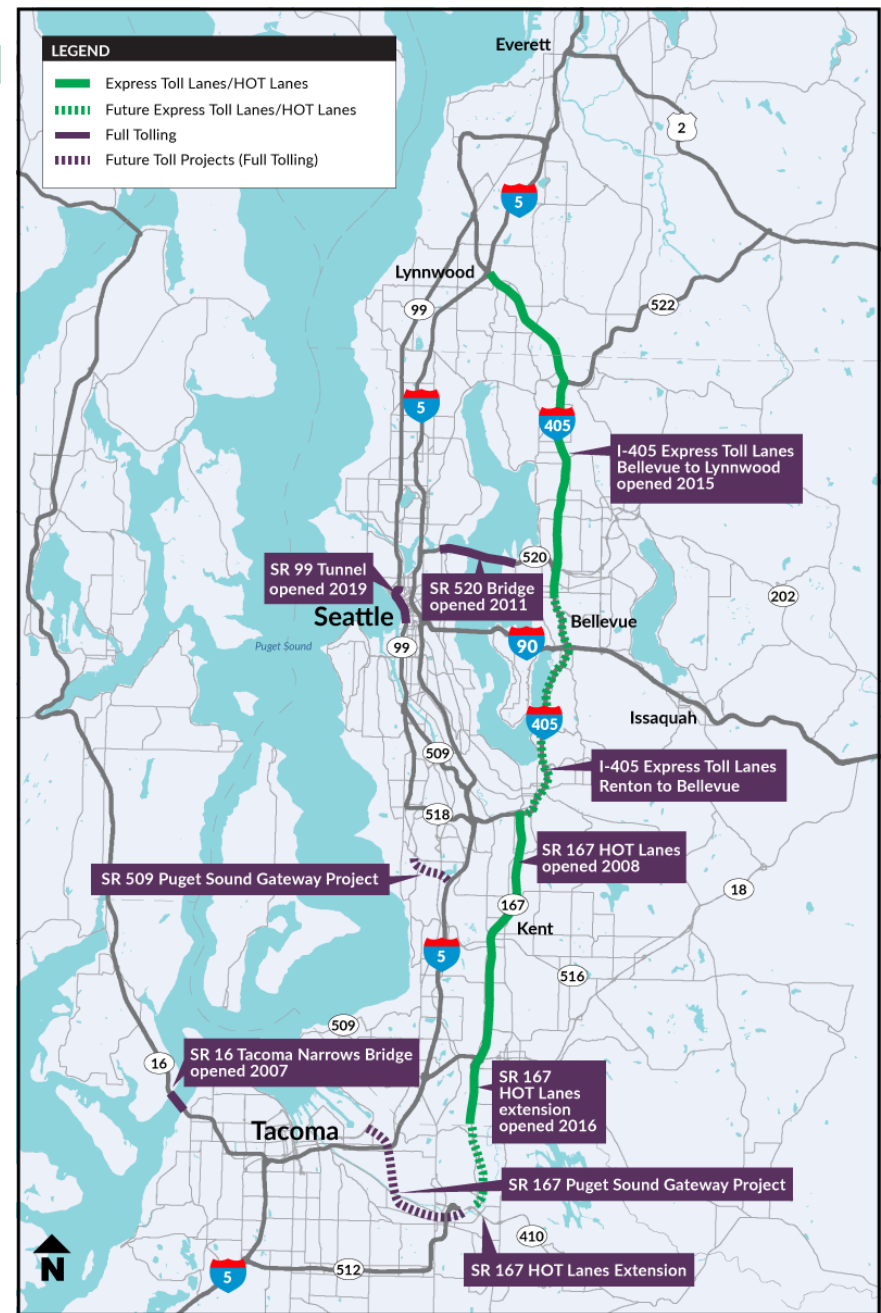 LEGEND
Express Toll Lanes/HOT Lanes
Future Express Toll Lanes/HOT Lanes
Full Tolling
Future Toll Projects (Full Tolling)
Everett
2
5
Lynnwood
99
522
5
405
I-405 Express Toll Lanes
Bellevue to Lynnwood
opened 2015
520
SR 99 Tunnel
opened 2019
SR 520 Bridge
opened 2011
202
Seattle
Bellevue
Puget Sound
99
90
Issaquah
405
509
I-405 Express Toll Lanes
Renton to Bellevue
518
SR 167 HOT Lanes
opened 2008
SR 509 Puget Sound Gateway Project
18
167
Kent
5
516
509
SR 16 Tacoma Narrows Bridge
opened 2007
16
SR 167
HOT Lanes
extension
opened 2016
Tacoma
SR 167 Puget Sound Gateway Project
410
N
5
512
SR 167 HOT Lanes Extension